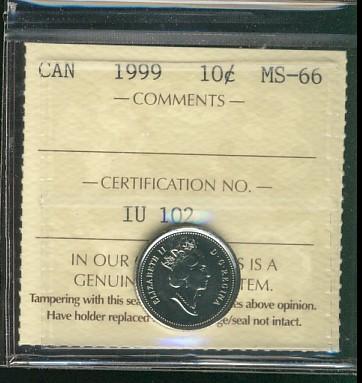 CAN 1999 10¢ MS-66
— COMMENTS —
— CERTIFICATION NO. —
IU 102
IN OUR S IS A
GENUIN TEM.
Tampering with this sea es above opinion.
Have holder replaced ge/seal not intact.
ELIZABETH II D·G·REGINA